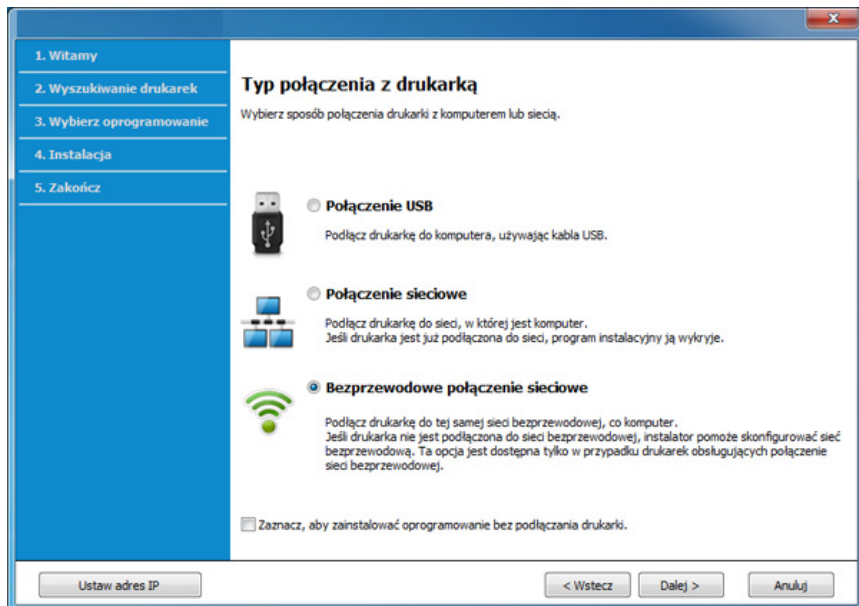 1. Witamy
2. Wyszukiwanie drukarek
3. Wybierz oprogramowanie
4. Instalacja
5. Zakończ
Typ połączenia z drukarką
Wybierz sposób połączenia drukarki z komputerem lub siecią.
Połączenie USB
Podłącz drukarkę do komputera, używając kabla USB.
Połączenie sieciowe
Podłącz drukarkę do sieci, w której jest komputer.
Jeśli drukarka jest już podłączona do sieci, program instalacyjny ją wykryje.
Bezprzewodowe połączenie sieciowe
Podłącz drukarkę do tej samej sieci bezprzewodowej, co komputer.
Jeśli drukarka nie jest podłączona do sieci bezprzewodowej, instalator pomoże skonfigurować sieć
bezprzewodową. Ta opcja jest dostępna tylko w przypadku drukarek obsługujących połączenie
sieci bezprzewodowej.
Zaznacz, aby zainstalować oprogramowanie bez podłączania drukarki.
Ustaw adres IP
< Wstecz
Dalej >
Anuluj